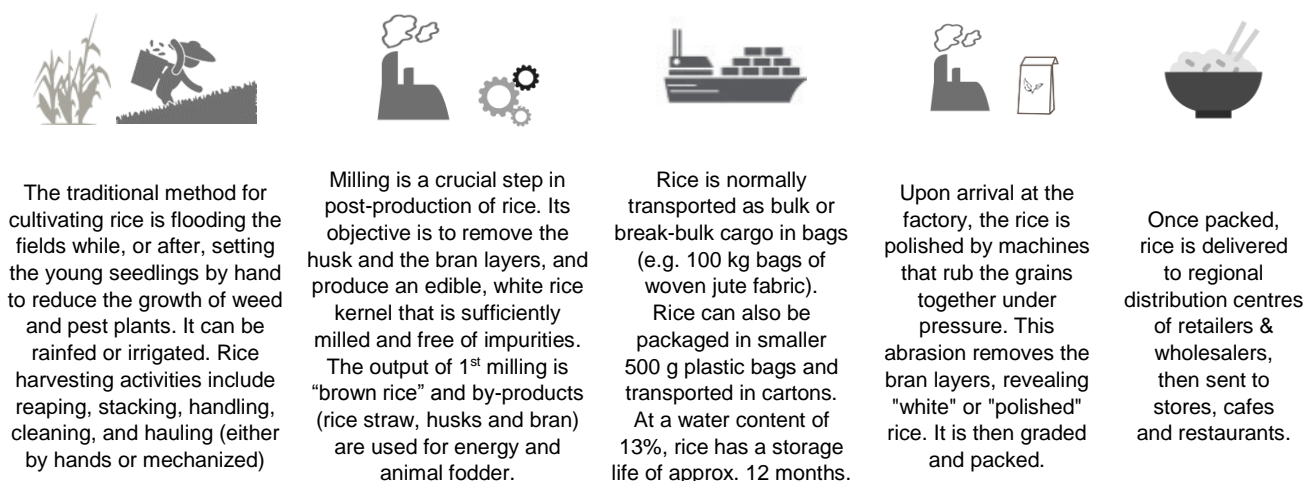 The traditional method for
cultivating rice is flooding the
fields while, or after, setting
the young seedlings by hand
to reduce the growth of weed
and pest plants. It can be
rainfed or irrigated. Rice
harvesting activities include
reaping, stacking, handling,
cleaning, and hauling (either
by hands or mechanized)
Milling is a crucial step in
post-production of rice. Its
objective is to remove the
husk and the bran layers, and
produce an edible, white rice
kernel that is sufficiently
milled and free of impurities.
The output of 1st milling is
“brown rice” and by-products
(rice straw, husks and bran)
are used for energy and
animal fodder.
Rice is normally
transported as bulk or
break-bulk cargo in bags
(e.g. 100 kg bags of
woven jute fabric).
Rice can also be
packaged in smaller
500 g plastic bags and
transported in cartons.
At a water content of
13%, rice has a storage
life of approx. 12 months.
Upon arrival at the
factory, the rice is
polished by machines
that rub the grains
together under
pressure. This
abrasion removes the
bran layers, revealing
"white" or "polished"
rice. It is then graded
and packed.
Once packed,
rice is delivered
to regional
distribution centres
of retailers &
wholesalers,
then sent to
stores, cafes
and restaurants.